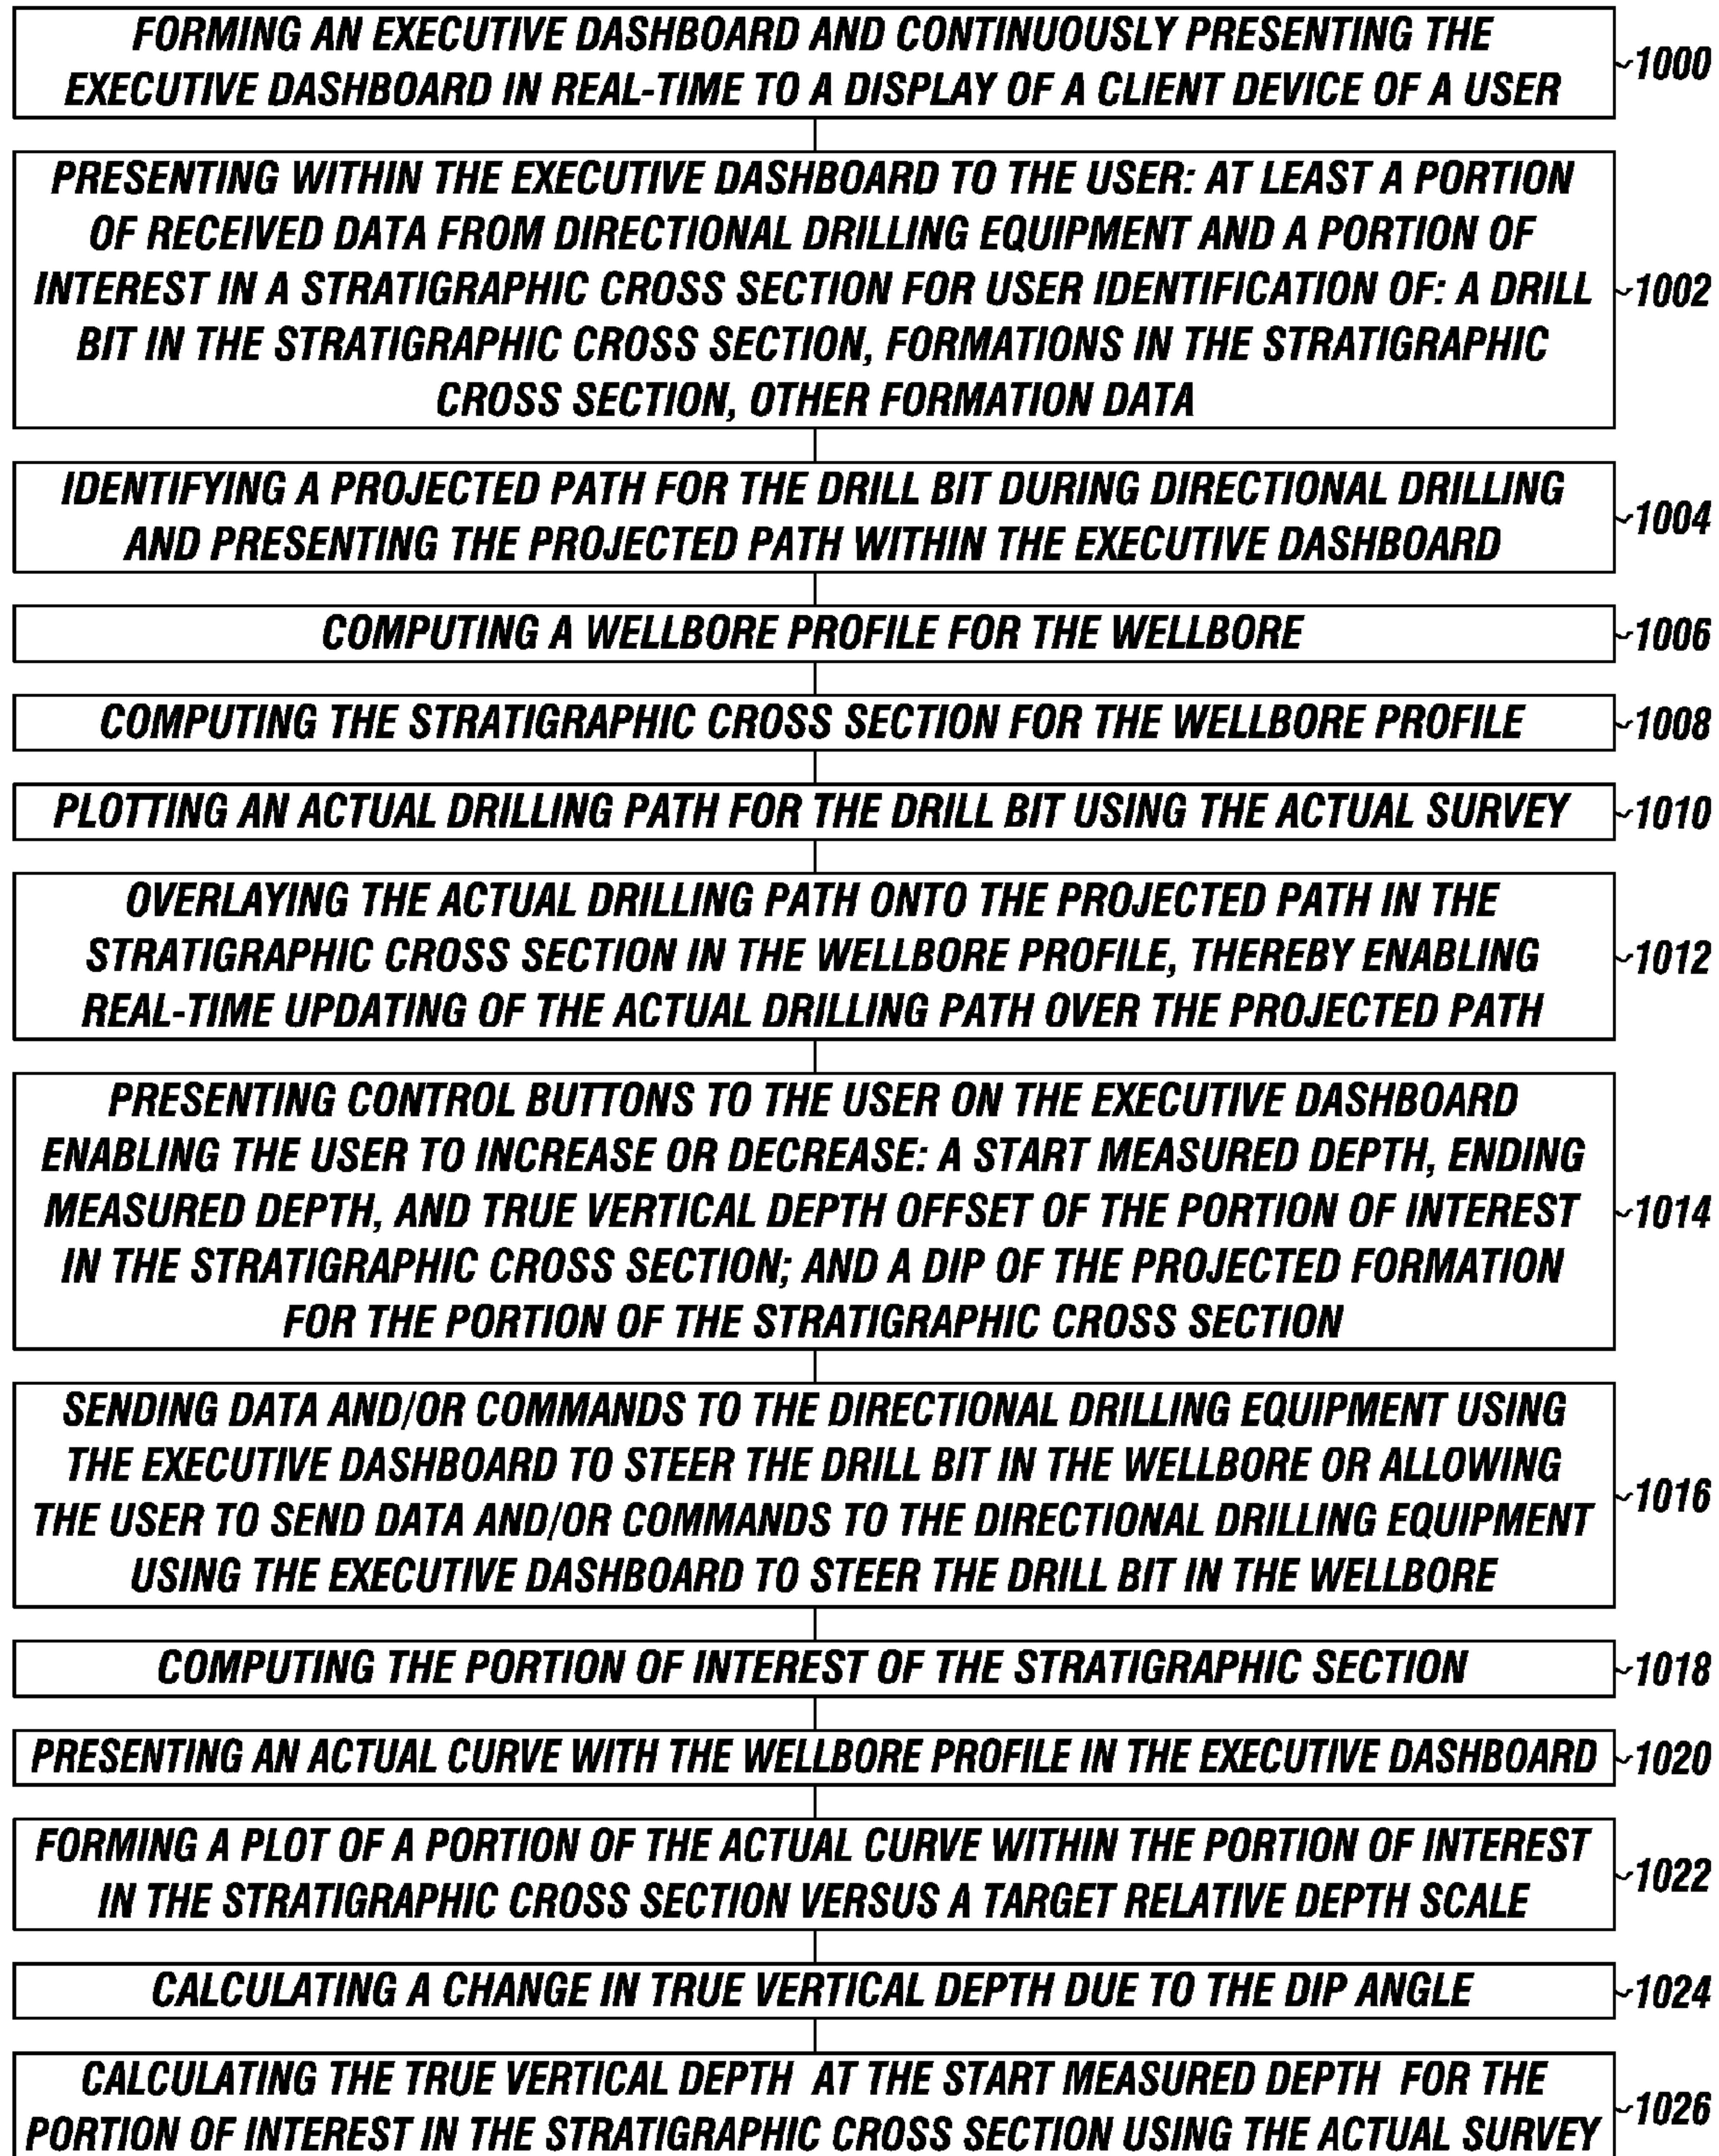 FORMING AN EXECUTIVE DASHBOARD AND CONTINUOUSLY PRESENTING THE
EXECUTIVE DASHBOARD IN REAL-TIME TO A DISPLAY OF A CLIENT DEVICE OF A USER
1000
PRESENTING WITHIN THE EXECUTIVE DASHBOARD TO THE USER: AT LEAST A PORTION
OF RECEIVED DATA FROM DIRECTIONAL DRILLING EQUIPMENT AND A PORTION OF
INTEREST IN A STRATIGRAPHIC CROSS SECTION FOR USER IDENTIFICATION OF: A DRILL
BIT IN THE STRATIGRAPHIC CROSS SECTION, FORMATIONS IN THE STRATIGRAPHIC
CROSS SECTION, OTHER FORMATION DATA
1002
IDENTIFYING A PROJECTED PATH FOR THE DRILL BIT DURING DIRECTIONAL DRILLING
AND PRESENTING THE PROJECTED PATH WITHIN THE EXECUTIVE DASHBOARD
1004
COMPUTING A WELLBORE PROFILE FOR THE WELLBORE
1006
COMPUTING THE STRATIGRAPHIC CROSS SECTION FOR THE WELLBORE PROFILE
1008
PLOTTING AN ACTUAL DRILLING PATH FOR THE DRILL BIT USING THE ACTUAL SURVEY
1010
OVERLAYING THE ACTUAL DRILLING PATH ONTO THE PROJECTED PATH IN THE
STRATIGRAPHIC CROSS SECTION IN THE WELLBORE PROFILE, THEREBY ENABLING
REAL-TIME UPDATING OF THE ACTUAL DRILLING PATH OVER THE PROJECTED PATH
1012
PRESENTING CONTROL BUTTONS TO THE USER ON THE EXECUTIVE DASHBOARD
ENABLING THE USER TO INCREASE OR DECREASE: A START MEASURED DEPTH, ENDING
MEASURED DEPTH, AND TRUE VERTICAL DEPTH OFFSET OF THE PORTION OF INTEREST
IN THE STRATIGRAPHIC CROSS SECTION; AND A DIP OF THE PROJECTED FORMATION
FOR THE PORTION OF THE STRATIGRAPHIC CROSS SECTION
1014
SENDING DATA AND/OR COMMANDS TO THE DIRECTIONAL DRILLING EQUIPMENT USING
THE EXECUTIVE DASHBOARD TO STEER THE DRILL BIT IN THE WELLBORE OR ALLOWING
THE USER TO SEND DATA AND/OR COMMANDS TO THE DIRECTIONAL DRILLING EQUIPMENT
USING THE EXECUTIVE DASHBOARD TO STEER THE DRILL BIT IN THE WELLBORE
1016
COMPUTING THE PORTION OF INTEREST OF THE STRATIGRAPHIC SECTION
1018
PRESENTING AN ACTUAL CURVE WITH THE WELLBORE PROFILE IN THE EXECUTIVE DASHBOARD
1020
FORMING A PLOT OF A PORTION OF THE ACTUAL CURVE WITHIN THE PORTION OF INTEREST
IN THE STRATIGRAPHIC CROSS SECTION VERSUS A TARGET RELATIVE DEPTH SCALE
1022
CALCULATING A CHANGE IN TRUE VERTICAL DEPTH DUE TO THE DIP ANGLE
1024
CALCULATING THE TRUE VERTICAL DEPTH AT THE START MEASURED DEPTH FOR THE
PORTION OF INTEREST IN THE STRATIGRAPHIC CROSS SECTION USING THE ACTUAL SURVEY
1026